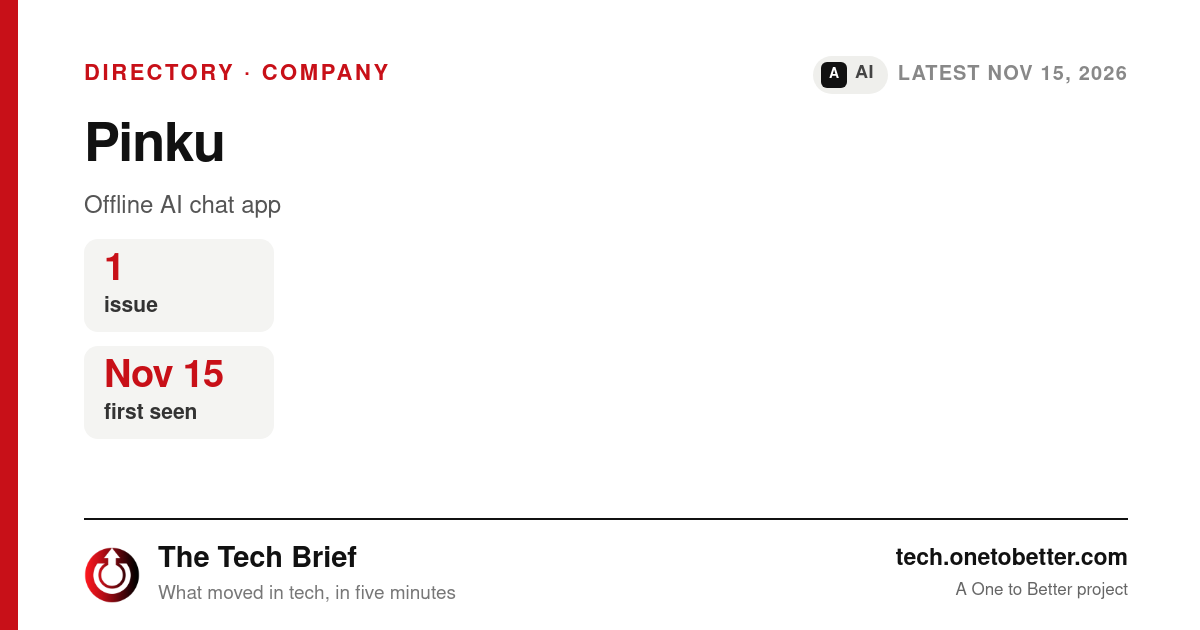 DIRECTORY · COMPANY
A AI LATEST NOV 15, 2026
Pinku
Offline AI chat app
1
issue
Nov 15
first seen
The Tech Brief
What moved in tech, in five minutes
tech.onetobetter.com
A One to Better project